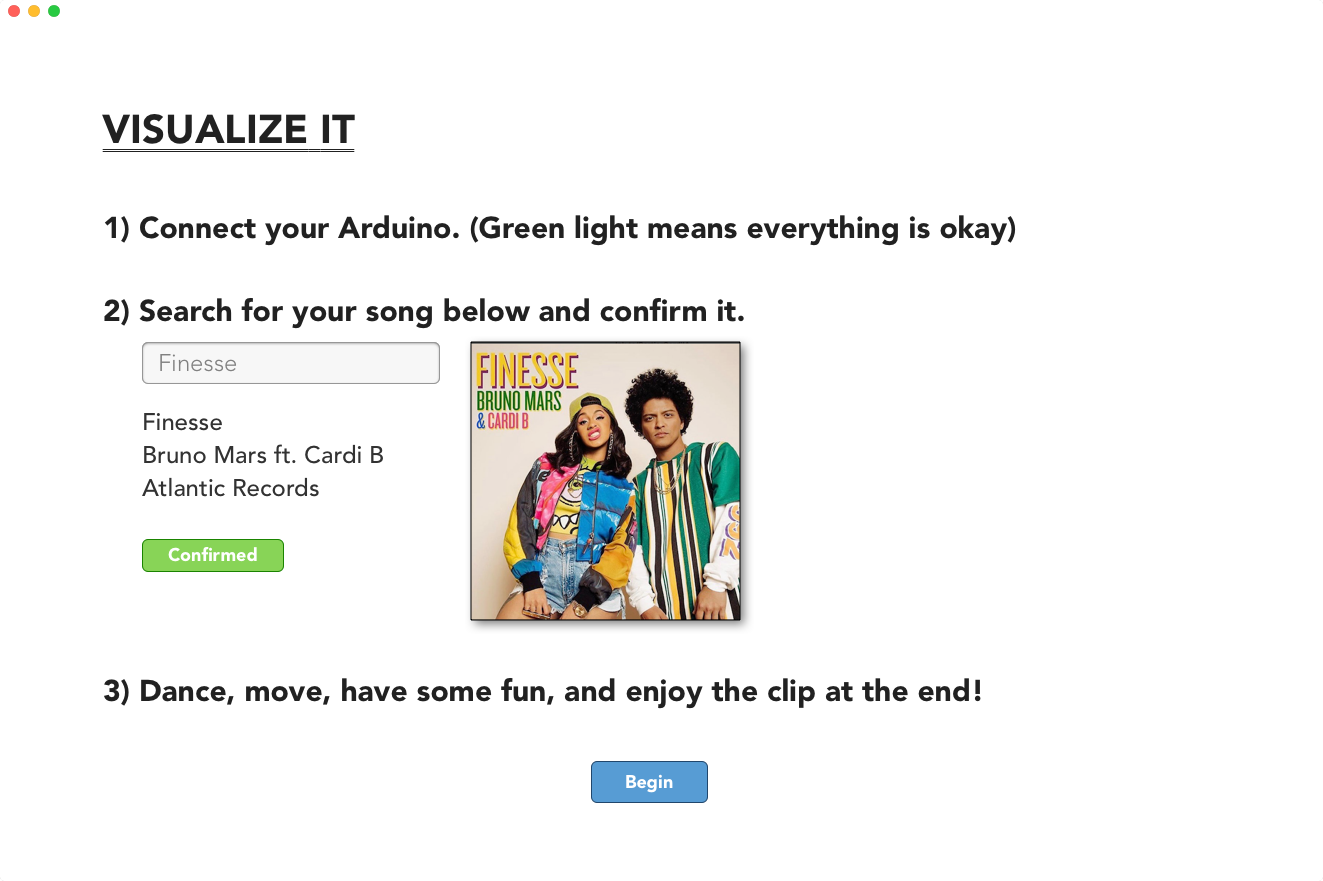 VISUALIZE IT
1) Connect your Arduino. (Green light means everything is okay)
2) Search for your song below and confirm it.
Finesse
Finesse
Bruno Mars ft. Cardi B
Atlantic Records
Confirmed
FINESSE
BRUNO MARS
& CARDI B
3) Dance, move, have some fun, and enjoy the clip at the end!
Begin